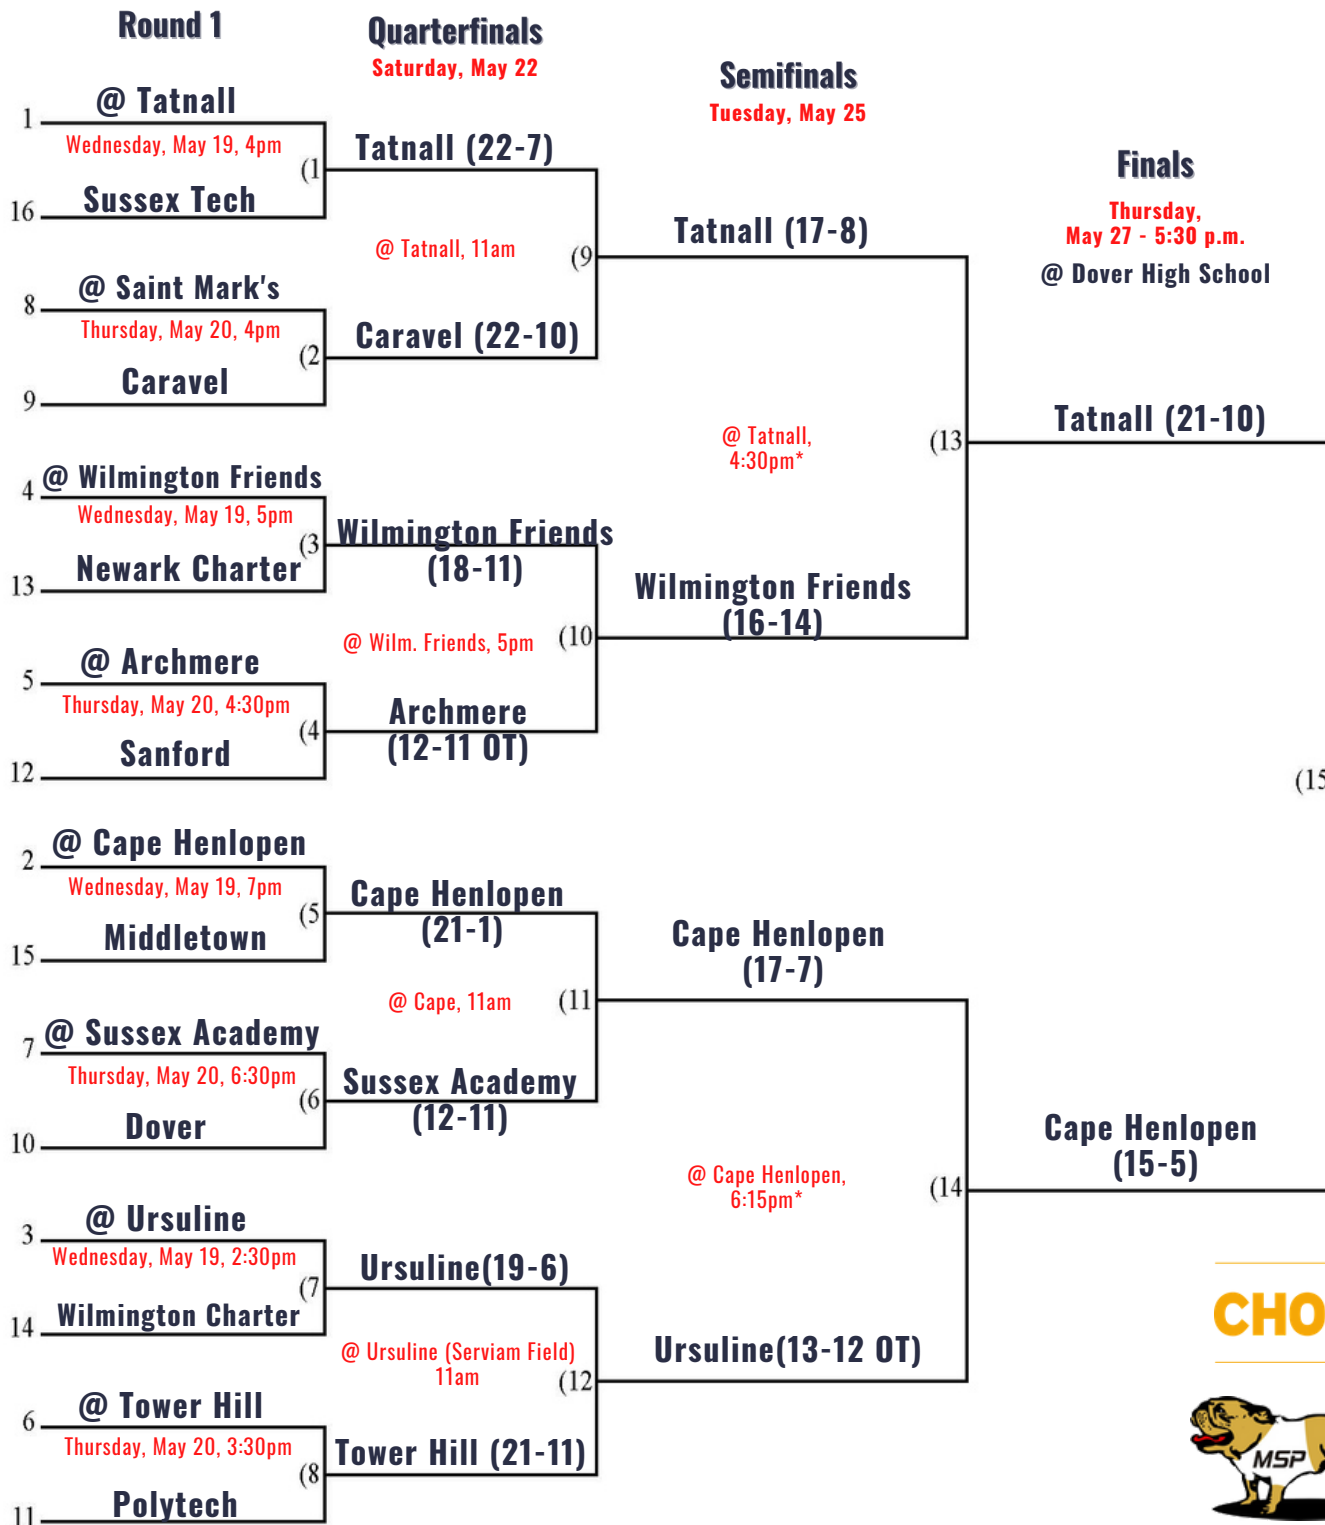 Round 1
@ Tatnall
1
Wednesday, May 19, 4pm
(1
Sussex Tech
16
@ Saint Mark's
8
Thursday, May 20, 4pm
(2
Caravel
9
@ Wilmington Friends
4
Wednesday, May 19, 5pm
(3
Newark Charter
13
@ Archmere
5
Thursday, May 20, 4:30pm
(4
Sanford
12
@ Cape Henlopen
2
Wednesday, May 19, 7pm
(5
Middletown
15
@ Sussex Academy
7
Thursday, May 20, 6:30pm
(6
Dover
10
@ Ursuline
3
Wednesday, May 19, 2:30pm
(7
Wilmington Charter
14
@ Tower Hill
6
Thursday, May 20, 3:30pm
(8
Polytech
11
Quarterfinals
Saturday, May 22
Tatnall (22-7)
@ Tatnall, 11am
(9
Caravel (22-10)
Wilmington Friends
(18-11)
@ Wilm. Friends, 5pm
(10
Archmere
(12-11 OT)
Cape Henlopen
(21-1)
@ Cape, 11am
(11
Sussex Academy
(12-11)
Ursuline(19-6)
@ Ursuline (Serviam Field)
11am
(12
Tower Hill (21-11)
Semifinals
Tuesday, May 25
Tatnall (17-8)
@ Tatnall,
4:30pm*
(13
Wilmington Friends
(16-14)
Cape Henlopen
(17-7)
@ Cape Henlopen,
6:15pm*
(14
Ursuline(13-12 OT)
Finals
Thursday,
May 27 - 5:30 p.m.
@ Dover High School
Tatnall (21-10)
(15
Cape Henlopen
(15-5)
CHO
MSP